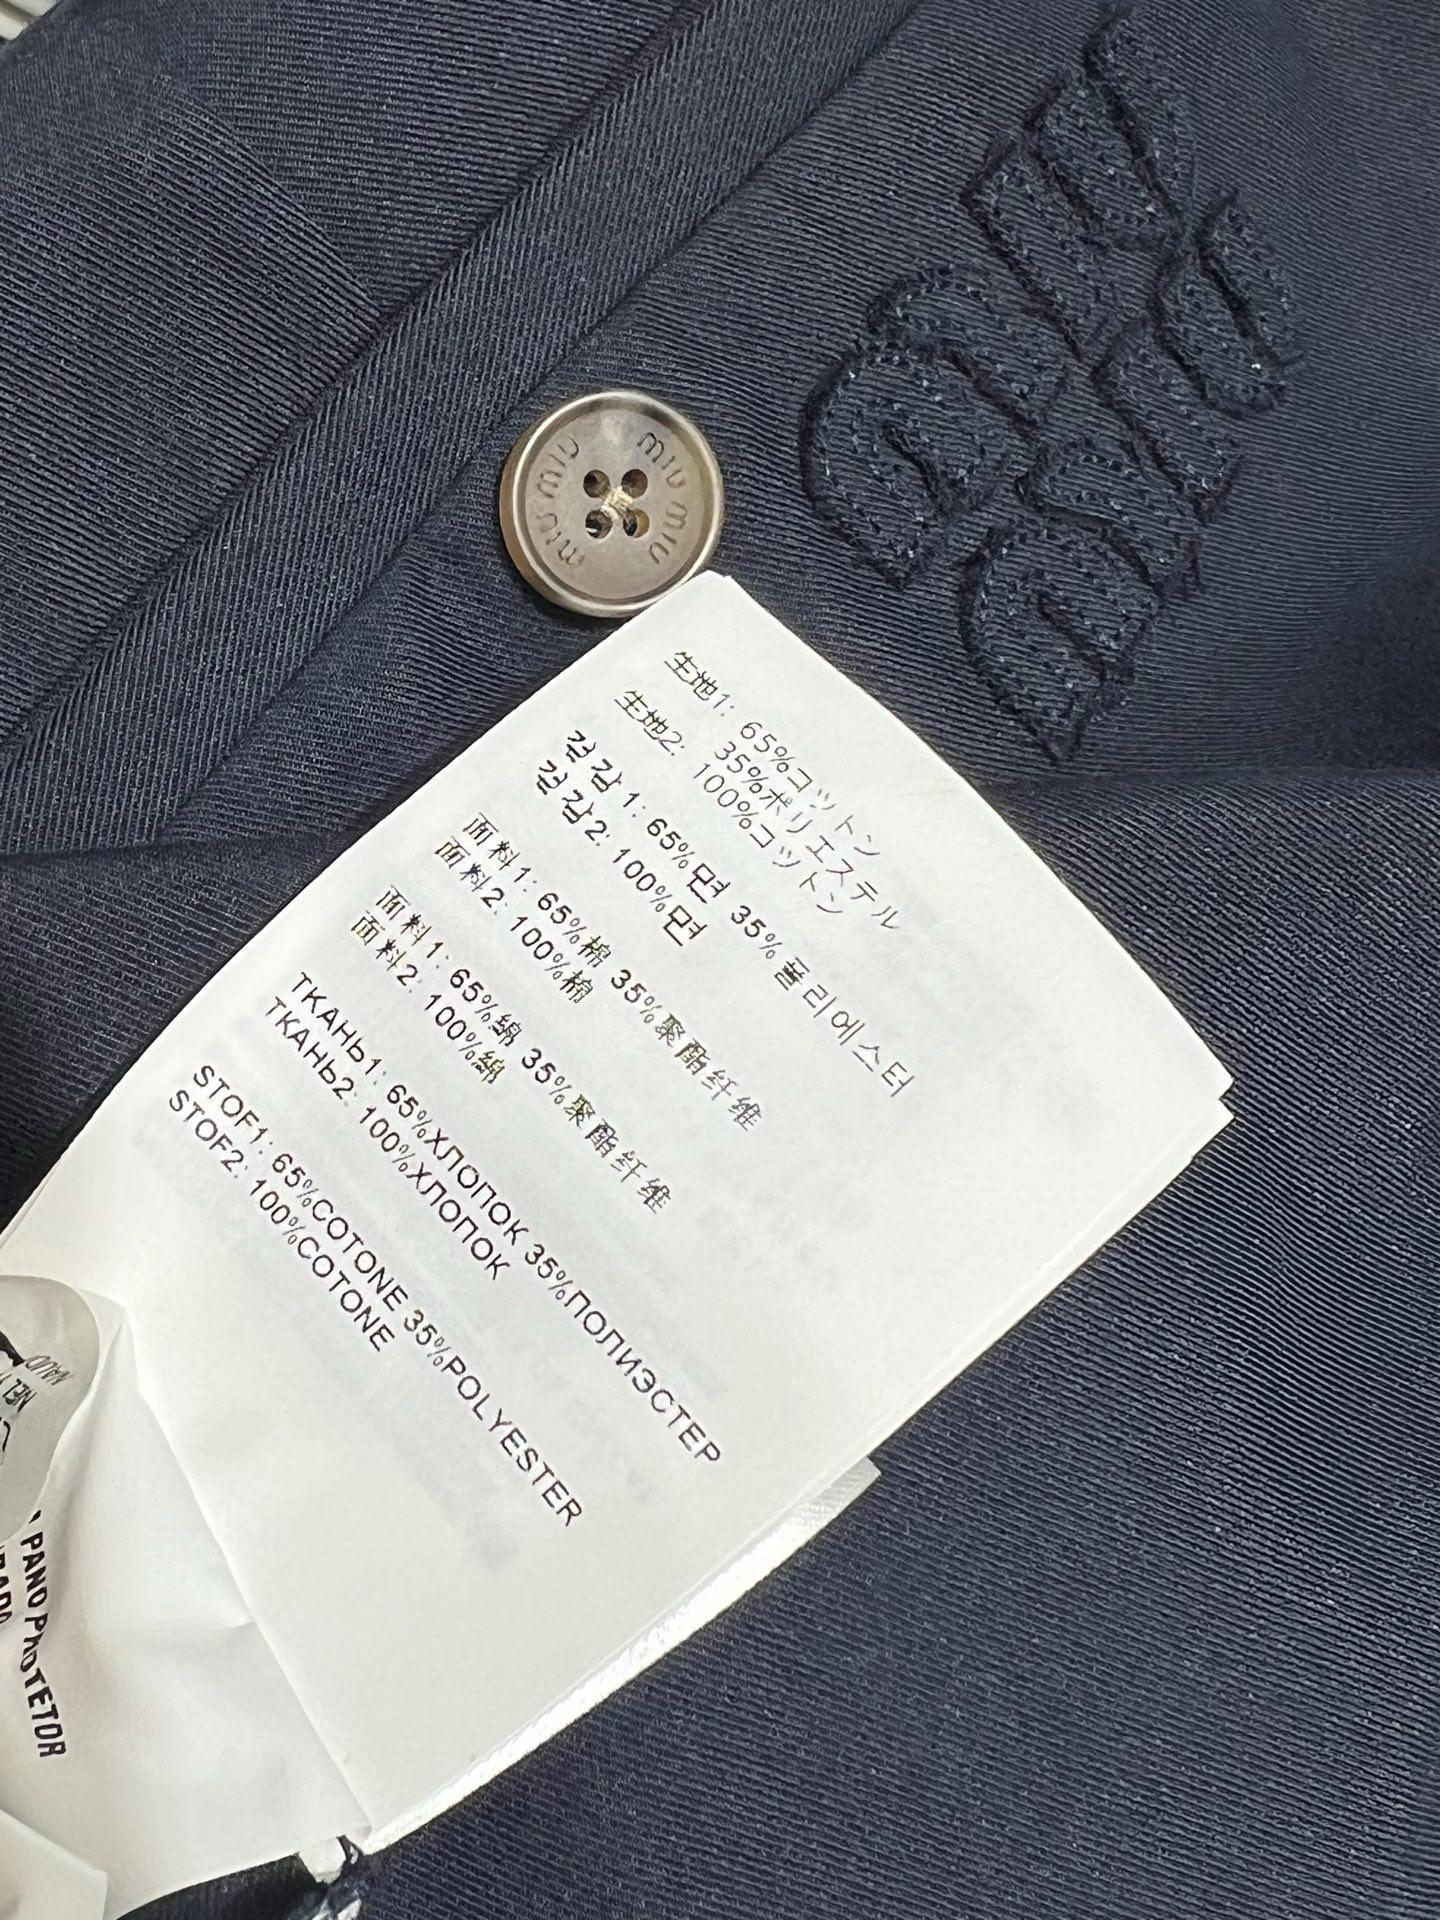 MIU MIU
MIU MIU
生地1: 65%コットン
35%ポリエステル
生地2: 100%コットン
겉감1: 65%면 35%폴리에스터
겉감2: 100%면
面料1: 65%棉 35%聚酯纤维
面料2: 100%棉
面料1: 65%綿 35%聚酯纤维
面料2: 100%綿
ТКАНЬ1: 65%ХЛОПОК 35%ПОЛИЭСТЕР
ТКАНЬ2: 100%ХЛОПОК
STOF1: 65%COTONE 35%POLYESTER
STOF2: 100%COTONE
PANO PROTETOR